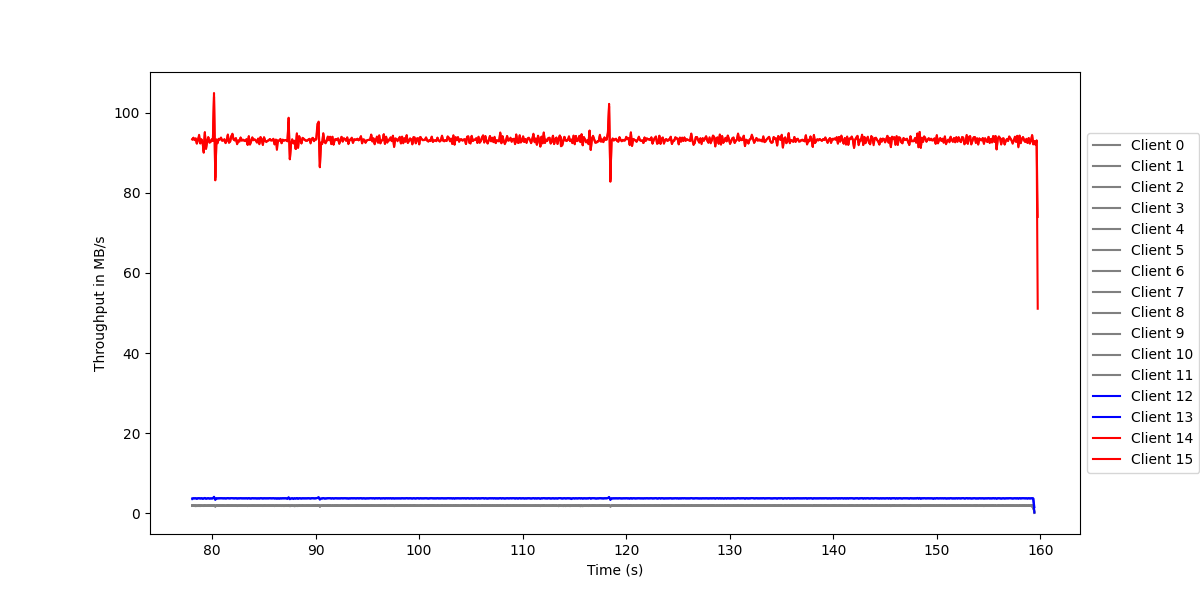 100
80
60
40
20
0
Throughput in MB/s
80 90 100 110 120 130 140 150 160
Time (s)
Client 0
Client 1
Client 2
Client 3
Client 4
Client 5
Client 6
Client 7
Client 8
Client 9
Client 10
Client 11
Client 12
Client 13
Client 14
Client 15